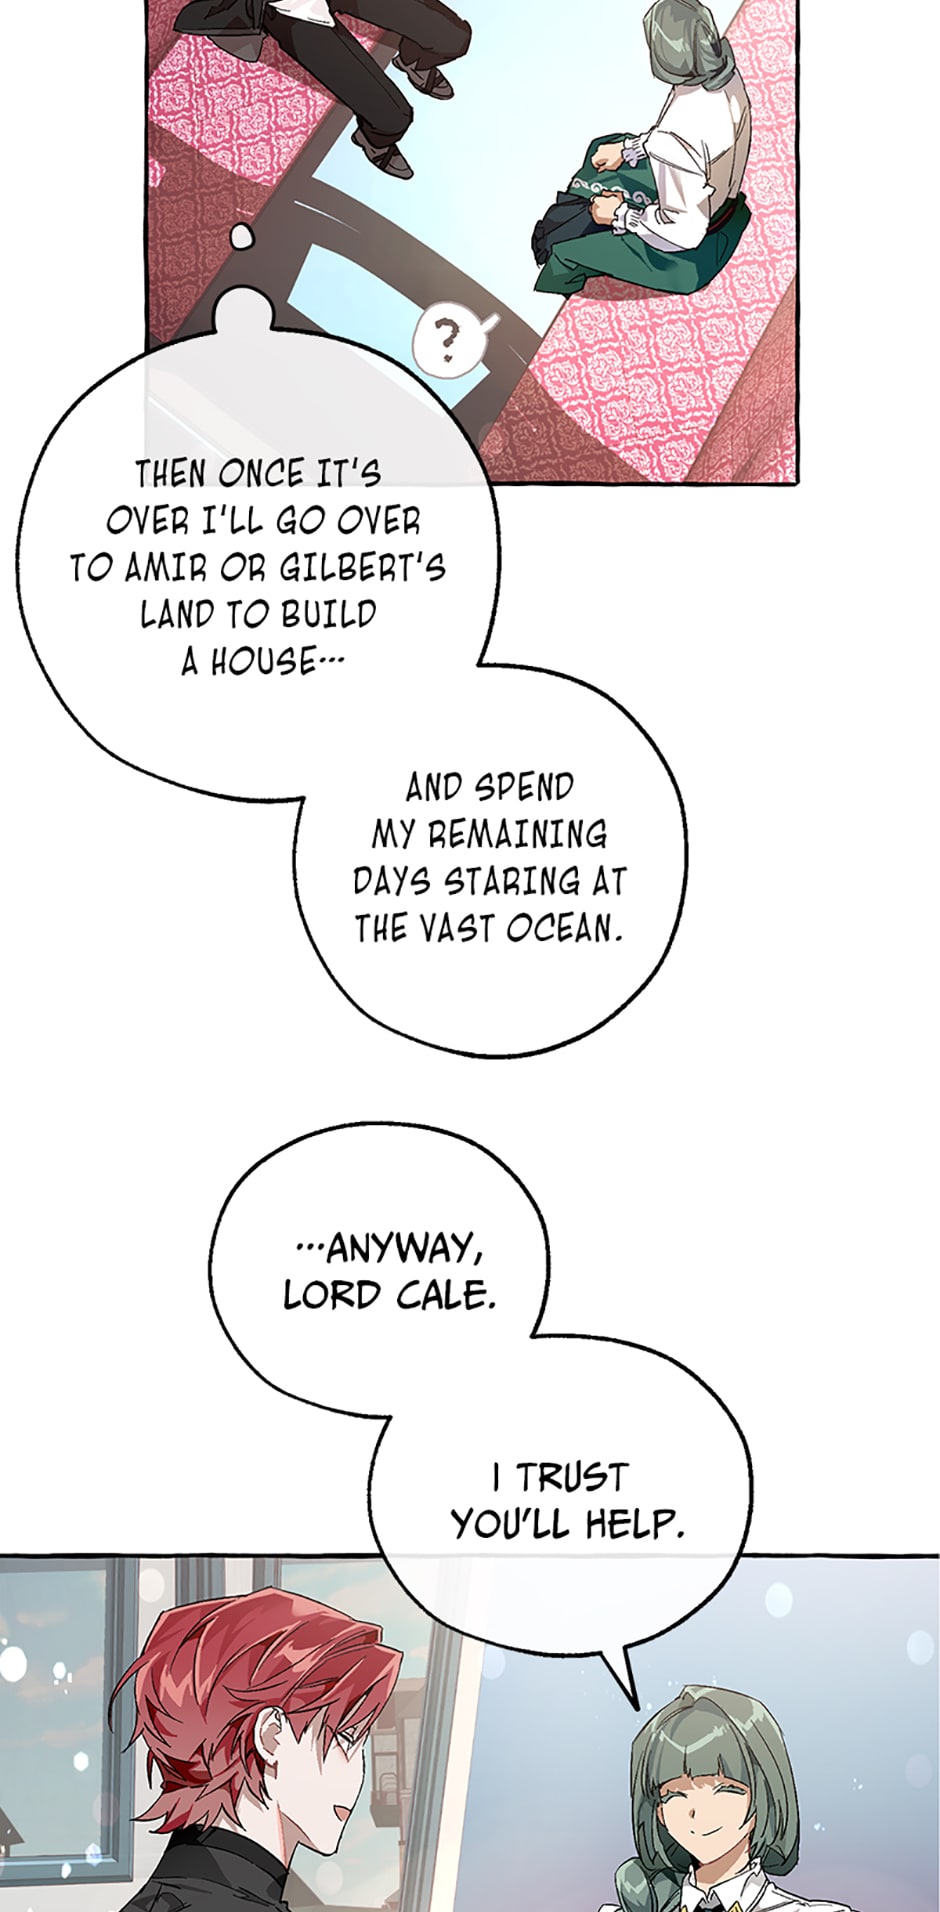 ?
THEN ONCE IT'S
OVER I'LL GO OVER
TO AMIR OR GILBERT'S
LAND TO BUILD
A HOUSE...
AND SPEND
MY REMAINING
DAYS STARING AT
THE VAST OCEAN.
...ANYWAY,
LORD CALE.
I TRUST
YOU'LL HELP.